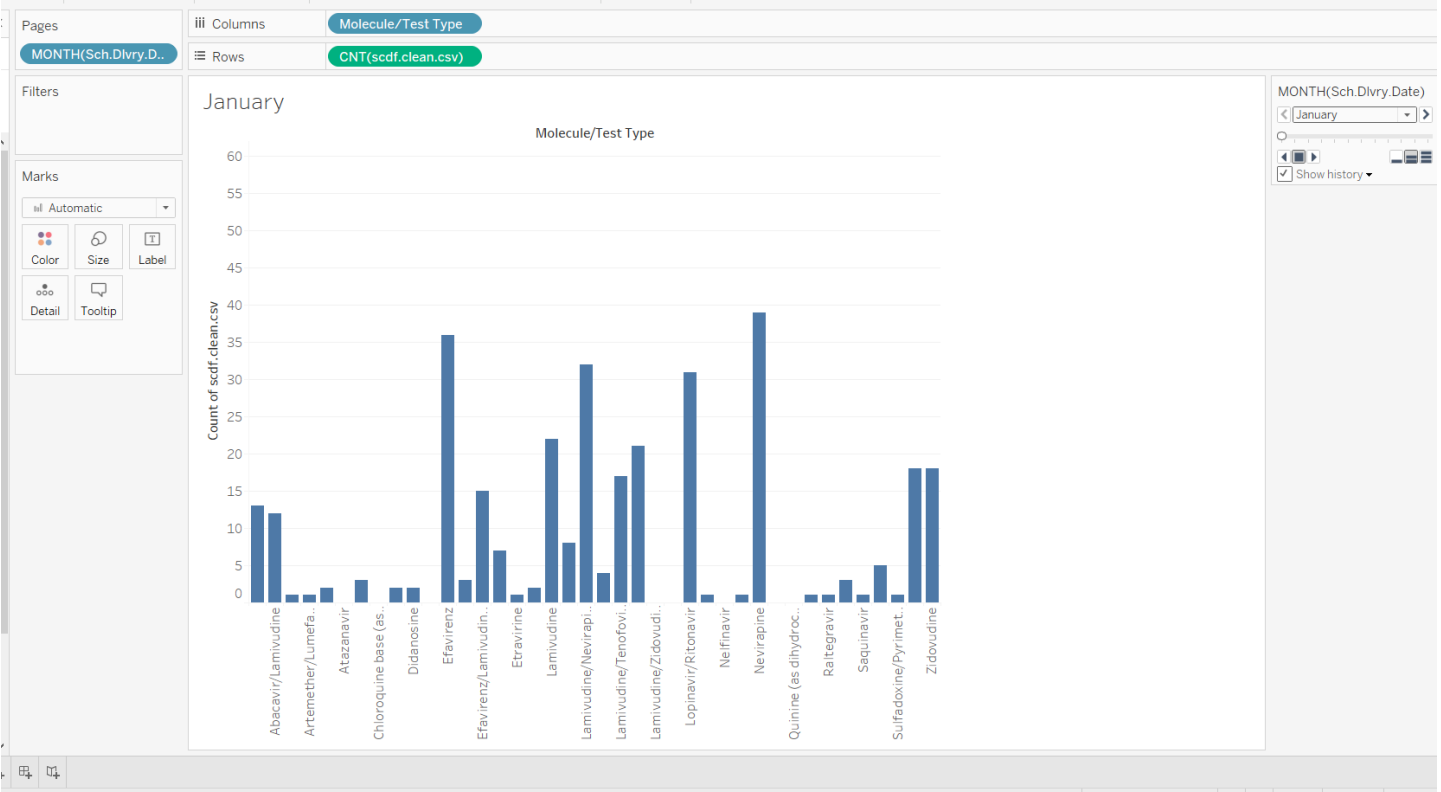 Pages
MONTH(Sch.Dlvry.D..
Columns
Molecule/Test Type
Rows
CNT(scdf.clean.csv)
Filters
Marks
Automatic
Color
Size
Label
Detail
Tooltip
January
Molecule/Test Type
60
55
50
45
40
35
30
25
20
15
10
5
0
Count of scdf.clean.csv
Abacavir/Lamivudine
Artemether/Lumefa..
Atazanavir
Chloroquine base (as..
Didanosine
Efavirenz
Efavirenz/Lamivudin..
Etravirine
Lamivudine
Lamivudine/Nevirapi..
Lamivudine/Tenofovi..
Lamivudine/Zidovudi..
Lopinavir/Ritonavir
Nelfinavir
Nevirapine
Quinine (as dihydroc..
Raltegravir
Saquinavir
Sulfadoxine/Pyrimet..
Zidovudine
MONTH(Sch.Dlvry.Date)
January
Show history